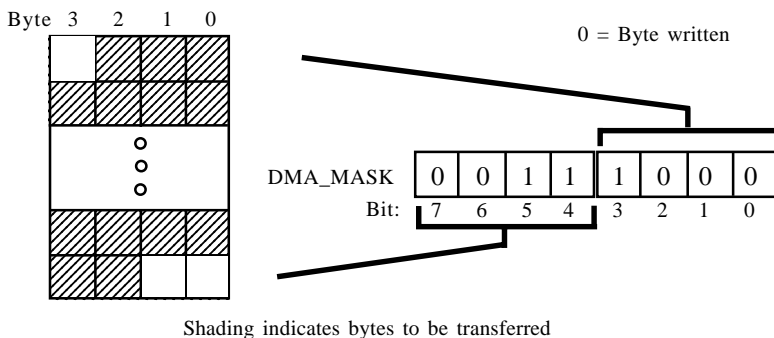 Byte 3 2 1 0
0 = Byte written
DMA_MASK 0 0 1 1 1 0 0 0
Bit: 7 6 5 4 3 2 1 0
Shading indicates bytes to be transferred